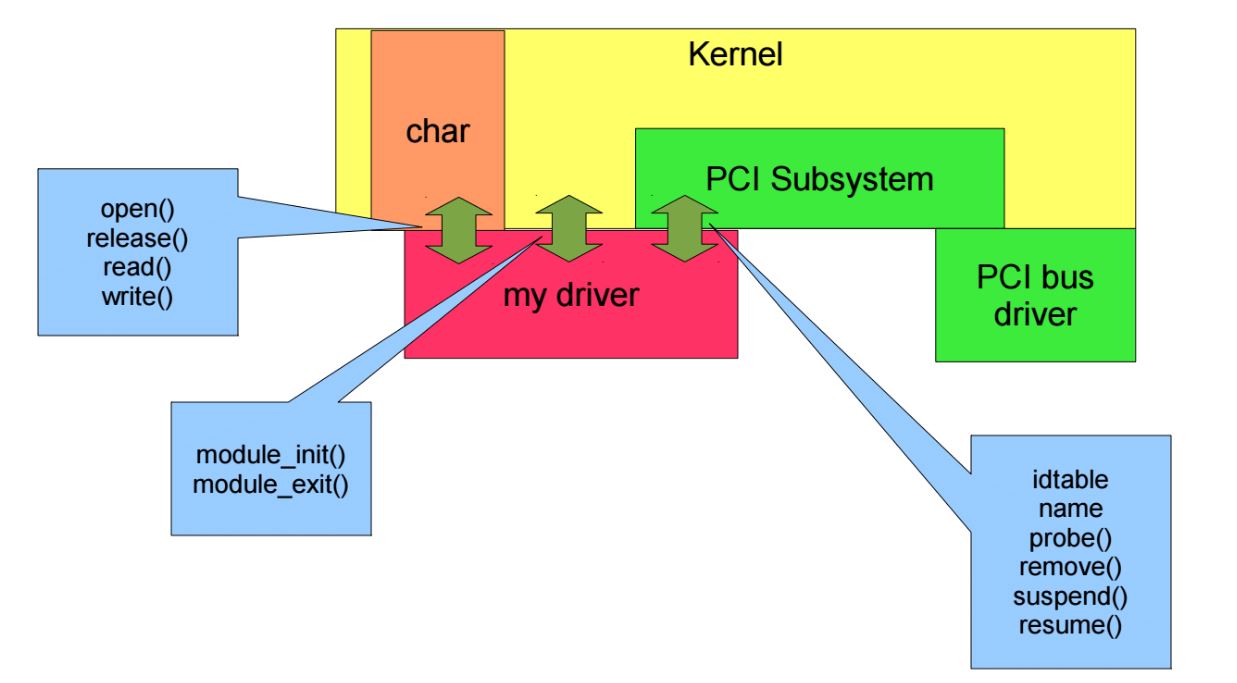 Kernel
char
PCI Subsystem
open()
release()
read()
write()
my driver
PCI bus
driver
module_init()
module_exit()
idtable
name
probe()
remove()
suspend()
resume()